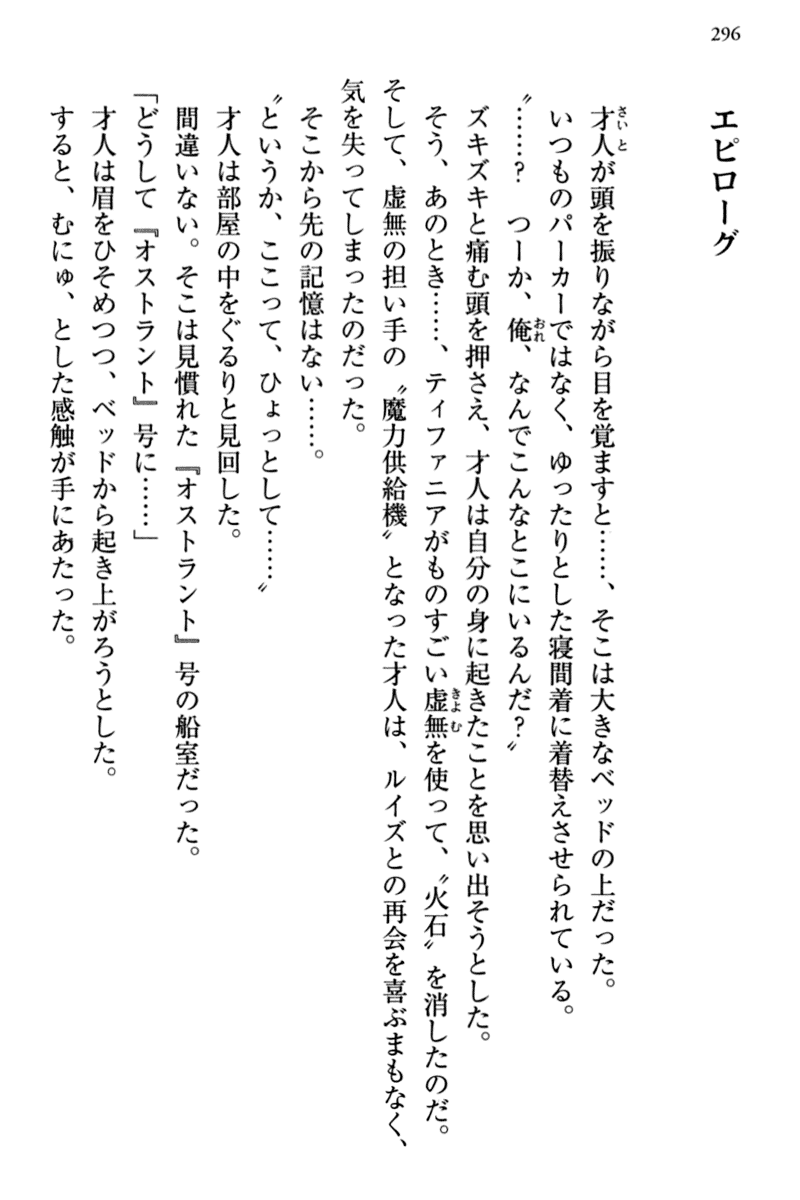 296
エピローグ
才人が頭を振りながら目を覚ますと……、そこは大きなベッドの上だった。
いつものパーカーではなく、ゆったりとした寝間着に着替えさせられている。
〝……? つーか、俺、なんでこんなとこにいるんだ?〟
ズキズキと痛む頭を押さえ、才人は自分の身に起きたことを思い出そうとした。
そう、あのとき……、ティファニアがものすごい虚無を使って、〝火石〟を消したのだ。
そして、虚無の担い手の〝魔力供給機〟となった才人は、ルイズとの再会を喜ぶまもなく、
気を失ってしまったのだった。
そこから先の記憶はない……。
〝というか、ここって、ひょっとして……〟
才人は部屋の中をぐるりと見回した。
間違いない。そこは見慣れた『オストラント』号の船室だった。
「どうして『オストラント』号に……」
才人は眉をひそめつつ、ベッドから起き上がろうとした。
すると、むにゅ、とした感触が手にあたった。